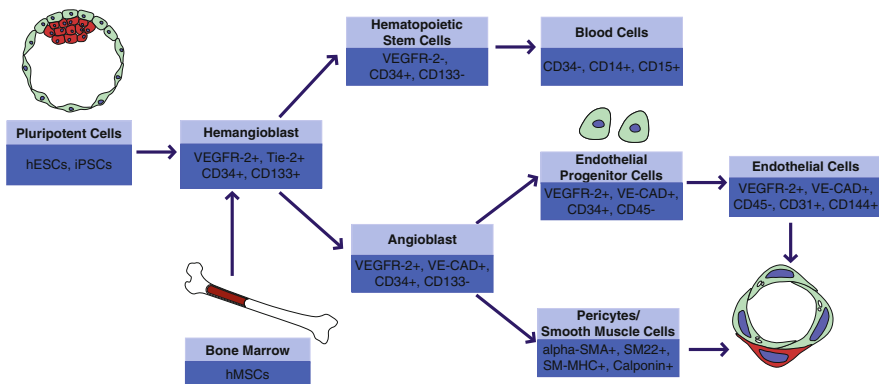 Pluripotent Cells
hESCs, iPSCs
Hemangioblast
VEGFR-2+, Tie-2+
CD34+, CD133+
Bone Marrow
hMSCs
Hematopoietic
Stem Cells
VEGFR-2-,
CD34+, CD133-
Blood Cells
CD34-, CD14+, CD15+
Angioblast
VEGFR-2+, VE-CAD+,
CD34+, CD133-
Endothelial
Progenitor Cells
VEGFR-2+, VE-CAD+,
CD34+, CD45-
Endothelial Cells
VEGFR-2+, VE-CAD+,
CD45-, CD31+, CD144+
Pericytes/
Smooth Muscle Cells
alpha-SMA+, SM22+,
SM-MHC+, Calponin+